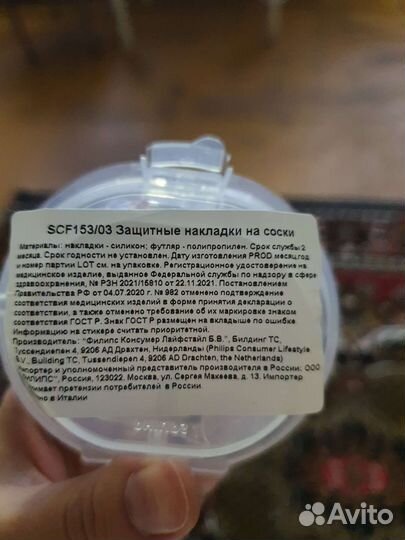 SCF153/03 Защитные накладки на соски
Материалы: накладки - силикон; футляр - полипропилен. Срок службы 2
месяца. Срок годности не установлен. Дату изготовления PROD месяц.год
и номер партии LOT см. на упаковке. Регистрационное удостоверение на
медицинское изделие, выданное Федеральной службы по надзору в сфере
здравоохранения, № РЗН 2021/15810 от 22.11.2021. Постановлением
Правительства РФ от 04.07.2020 г. № 982 отменено подтверждение
соответствия медицинских изделий в форме принятия декларации о
соответствии, а также отменено требование об их маркировке знаком
соответствия ГОСТ Р. Знак ГОСТ Р размещен на вкладыше по ошибке.
Информацию на стикере считать приоритетной.
Производитель: "Филипс Консумер Лайфстайл Б.В.", Билдинг ТС,
Туссендиепен 4, 9206 АД Драхтен, Нидерланды (Philips Consumer Lifestyle
B.V., Building TC, Tussendiepen 4, 9206 AD Drachten, the Netherlands)
Импортер и уполномоченный представитель производителя в России: ООО
"ФИЛИПС", Россия, 123022. Москва, ул. Сергея Макеева, д. 13. Импортер
принимает претензии потребителей в России.
Сделано в Италии
PHILIPS
Avito